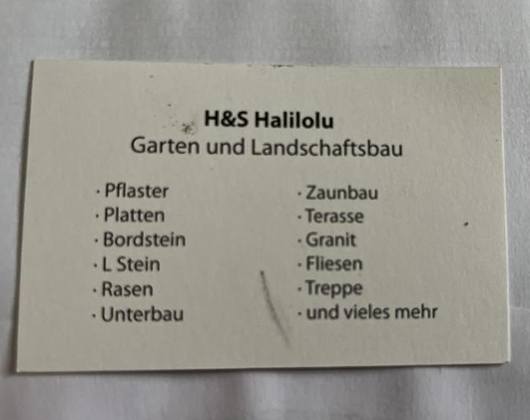 H&S Halilolu
Garten und Landschaftsbau
· Pflaster
· Platten
· Bordstein
· L Stein
· Rasen
· Unterbau
· Zaunbau
· Terasse
· Granit
· Fliesen
· Treppe
· und vieles mehr